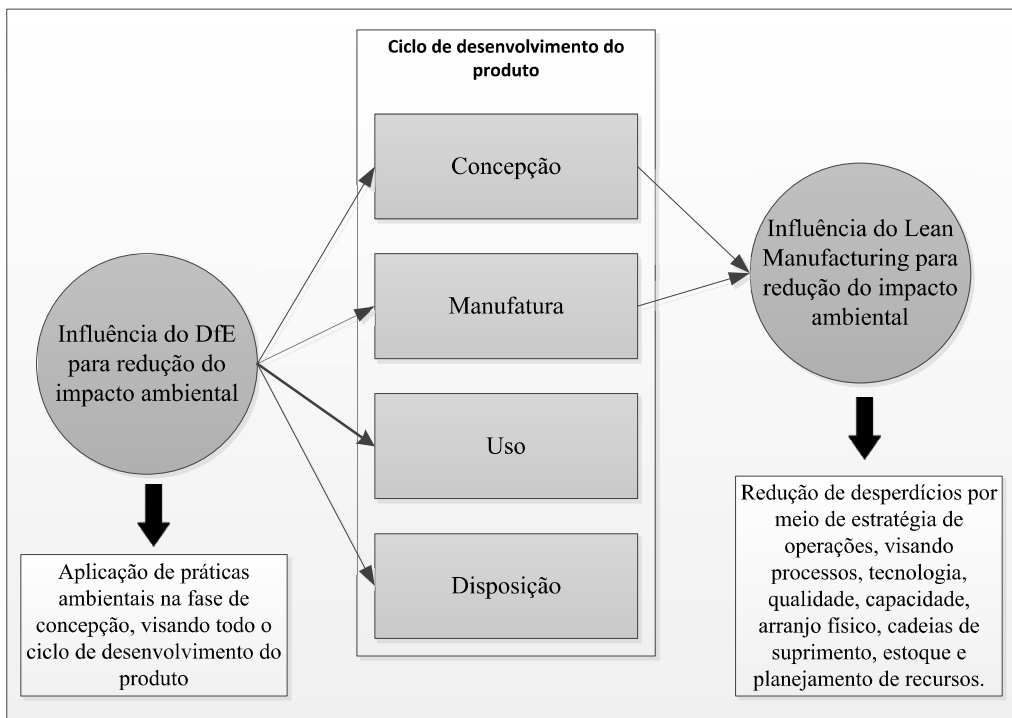 Ciclo de desenvolvimento do
produto
Concepção
Manufatura
Uso
Disposição
Influência do DfE
para redução do
impacto ambiental
Aplicação de práticas
ambientais na fase de
concepção, visando todo o
ciclo de desenvolvimento do
produto
Influência do Lean
Manufacturing para
redução do impacto
ambiental
Redução de desperdícios por
meio de estratégia de
operações, visando
processos, tecnologia,
qualidade, capacidade,
arranjo físico, cadeias de
suprimento, estoque e
planejamento de recursos.